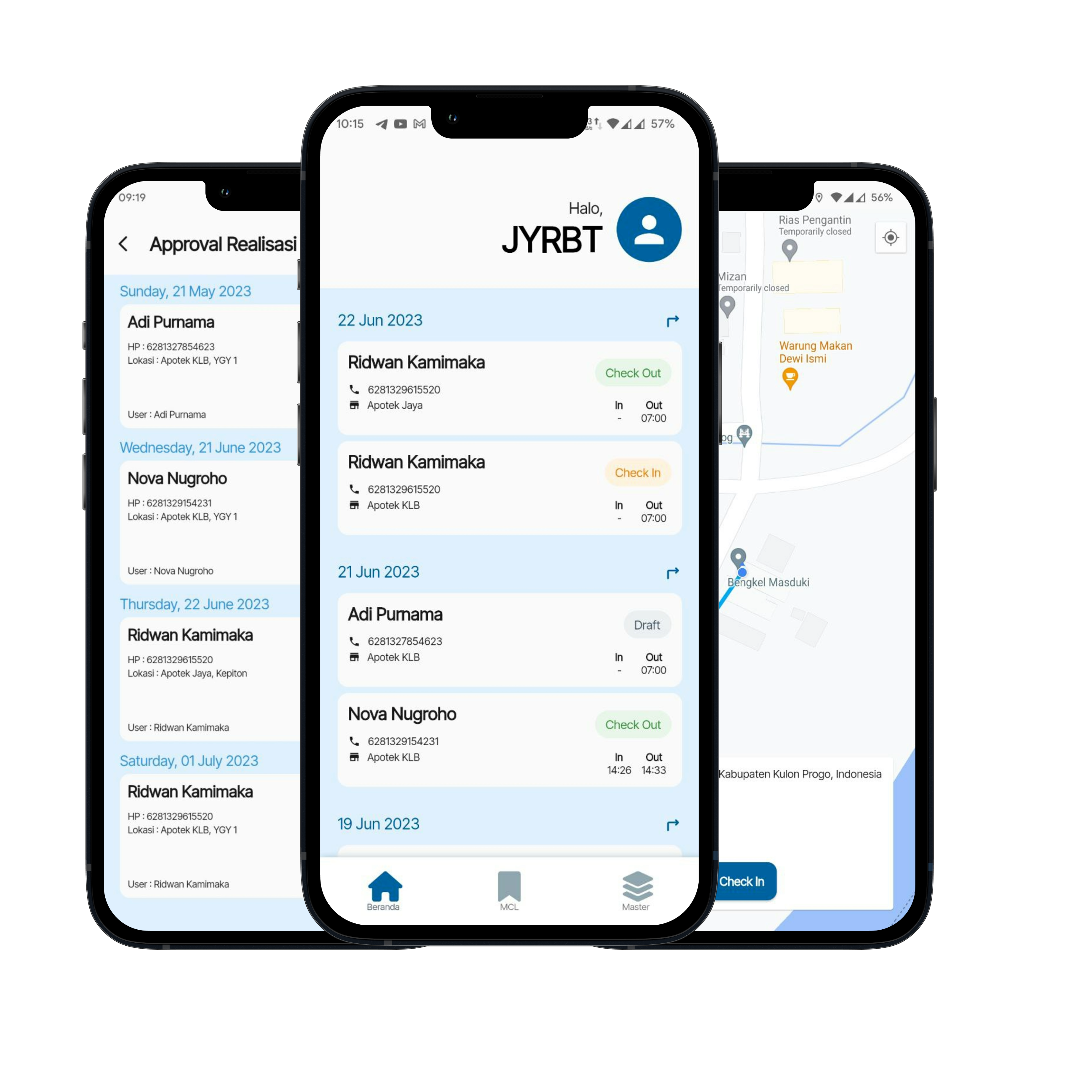 09:19
Approval Realisasi
Sunday, 21 May 2023
Adi Purnama
HP : 6281327854623
Lokasi : Apotek KLB, YGY 1
User : Adi Purnama
Wednesday, 21 June 2023
Nova Nugroho
HP : 6281329154231
Lokasi : Apotek KLB, YGY 1
User : Nova Nugroho
Thursday, 22 June 2023
Ridwan Kamimaka
HP : 6281329615520
Lokasi : Apotek Jaya, Kepiton
User : Ridwan Kamimaka
Saturday, 01 July 2023
Ridwan Kamimaka
HP : 6281329615520
Lokasi : Apotek KLB, YGY 1
User : Ridwan Kamimaka
10:15 57%
Halo,
JYRBT
22 Jun 2023
Ridwan Kamimaka
Check Out
6281329615520
Apotek Jaya
In Out
- 07:00
Ridwan Kamimaka
Check In
6281329615520
Apotek KLB
In Out
- 07:00
21 Jun 2023
Adi Purnama
Draft
6281327854623
Apotek KLB
In Out
- 07:00
Nova Nugroho
Check Out
6281329154231
Apotek KLB
In Out
14:26 14:33
19 Jun 2023
Beranda MCL Master
56%
Rias Pengantin
Temporarily closed
Mizan
Temporarily closed
Warung Makan
Dewi Ismi
Bengkel Masduki
Kabupaten Kulon Progo, Indonesia
Check In